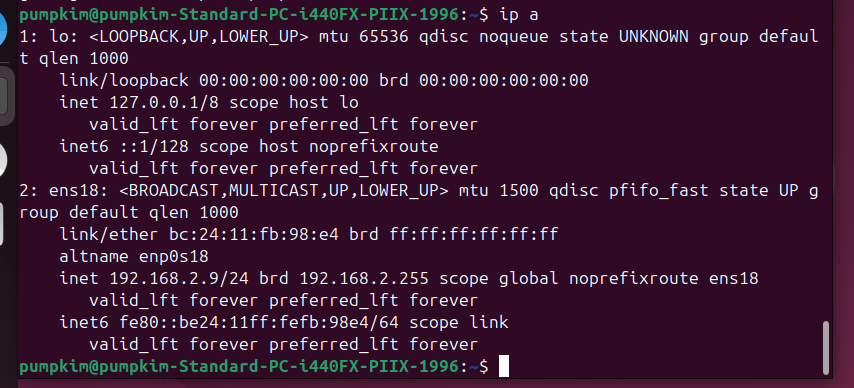 pumpkim@pumpkim-Standard-PC-i440FX-PIIX-1996:~$ ip a
1: lo: <LOOPBACK,UP,LOWER_UP> mtu 65536 qdisc noqueue state UNKNOWN group defaul
t qlen 1000
    link/loopback 00:00:00:00:00:00 brd 00:00:00:00:00:00
    inet 127.0.0.1/8 scope host lo
       valid_lft forever preferred_lft forever
    inet6 ::1/128 scope host noprefixroute
       valid_lft forever preferred_lft forever
2: ens18: <BROADCAST,MULTICAST,UP,LOWER_UP> mtu 1500 qdisc pfifo_fast state UP g
roup default qlen 1000
    link/ether bc:24:11:fb:98:e4 brd ff:ff:ff:ff:ff:ff
    altname enp0s18
    inet 192.168.2.9/24 brd 192.168.2.255 scope global noprefixroute ens18
       valid_lft forever preferred_lft forever
    inet6 fe80::be24:11ff:fefb:98e4/64 scope link
       valid_lft forever preferred_lft forever
pumpkim@pumpkim-Standard-PC-i440FX-PIIX-1996:~$